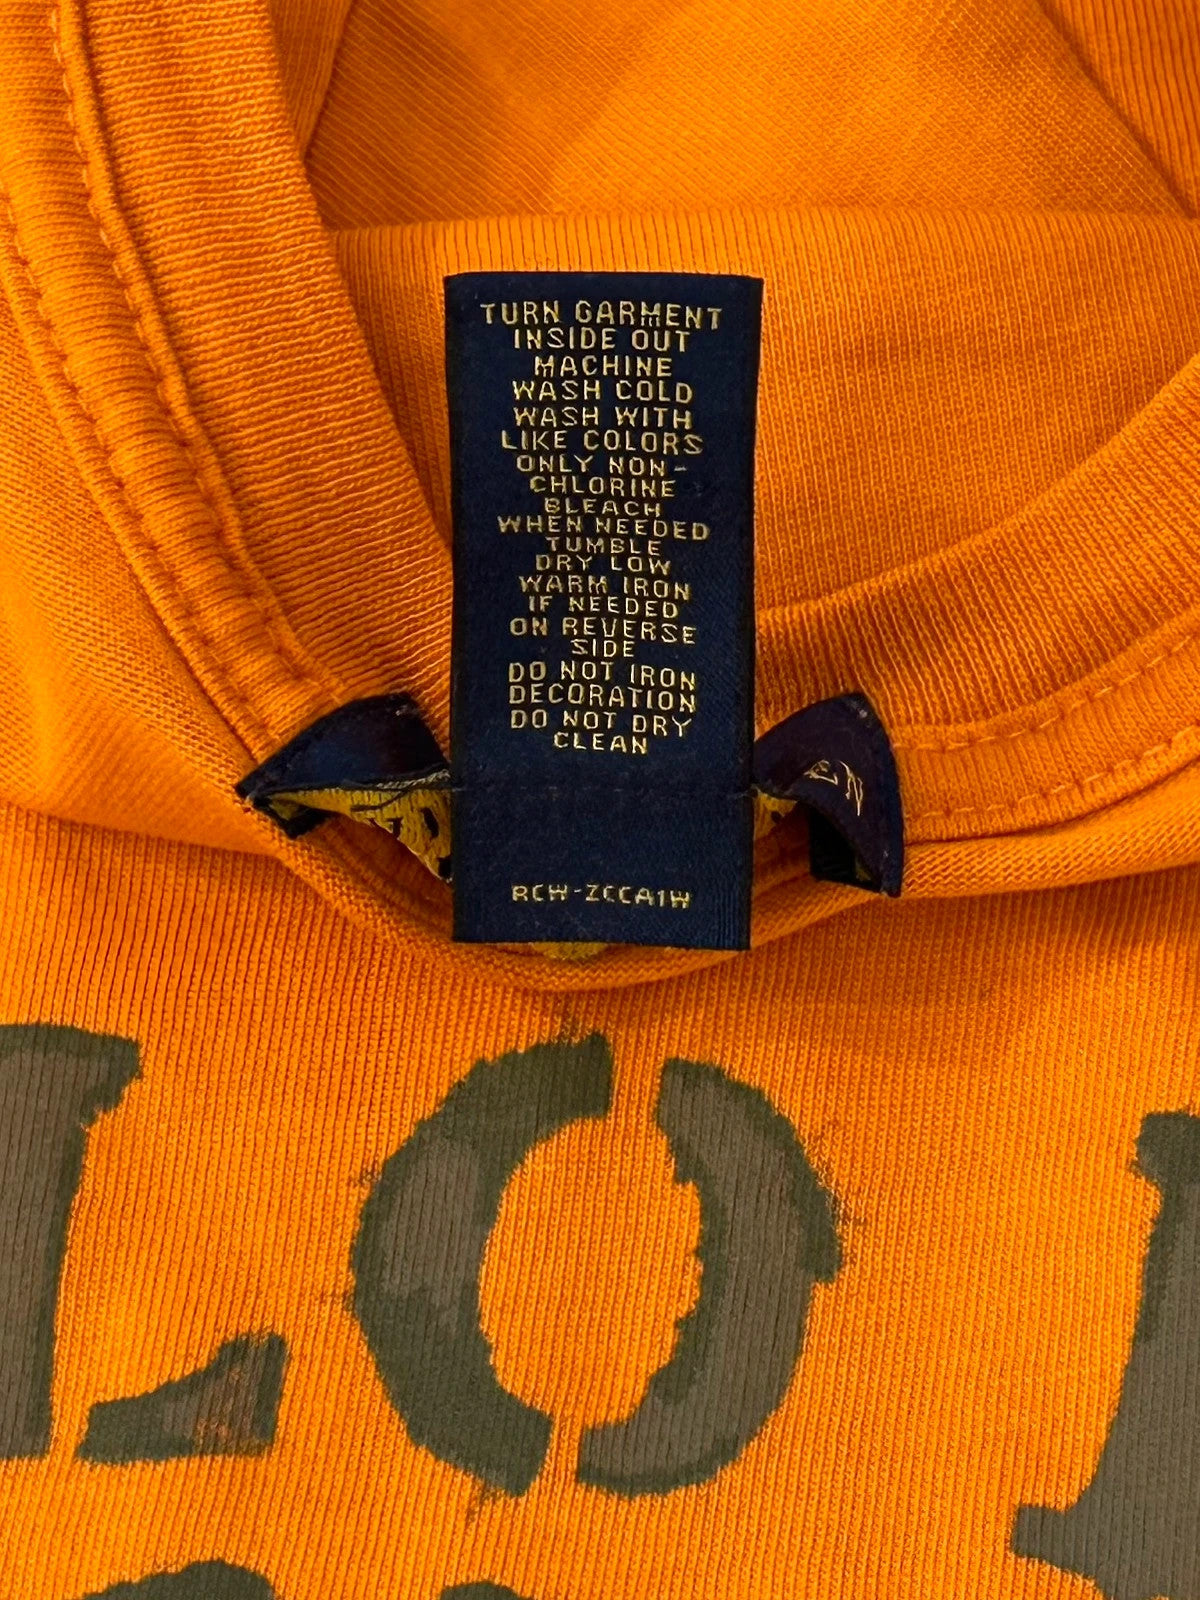 TURN GARMENT
INSIDE OUT
MACHINE
WASH COLD
WASH WITH
LIKE COLORS
ONLY NON-
CHLORINE
BLEACH
WHEN NEEDED
TUMBLE
DRY LOW
WARM IRON
IF NEEDED
ON REVERSE
SIDE
DO NOT IRON
DECORATION
DO NOT DRY
CLEAN
RCW-ZCCA1W
LO